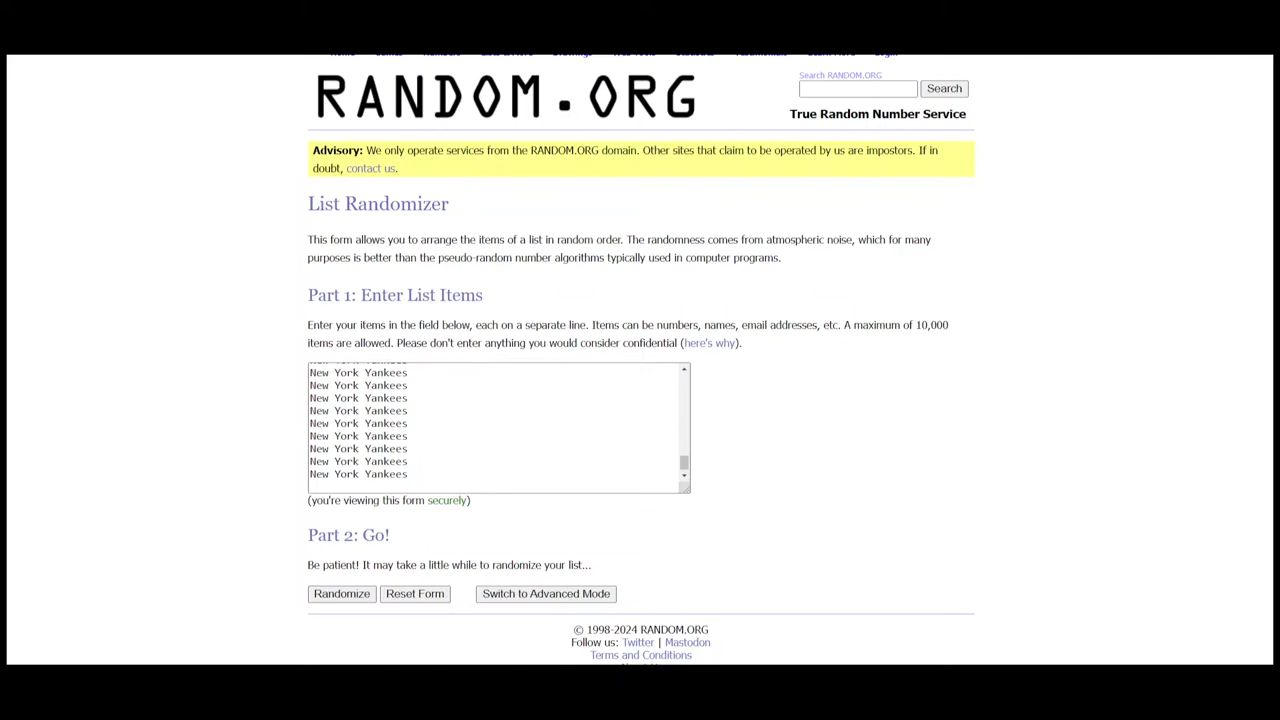 RANDOM.ORG
Search RANDOM.ORG
Search
True Random Number Service
Advisory: We only operate services from the RANDOM.ORG domain. Other sites that claim to be operated by us are impostors. If in
doubt, contact us.
List Randomizer
This form allows you to arrange the items of a list in random order. The randomness comes from atmospheric noise, which for many
purposes is better than the pseudo-random number algorithms typically used in computer programs.
Part 1: Enter List Items
Enter your items in the field below, each on a separate line. Items can be numbers, names, email addresses, etc. A maximum of 10,000
items are allowed. Please don't enter anything you would consider confidential (here's why).
New York Yankees
New York Yankees
New York Yankees
New York Yankees
New York Yankees
New York Yankees
New York Yankees
New York Yankees
New York Yankees
(you're viewing this form securely)
Part 2: Go!
Be patient! It may take a little while to randomize your list...
Randomize Reset Form Switch to Advanced Mode
© 1998-2024 RANDOM.ORG
Follow us: Twitter | Mastodon
Terms and Conditions